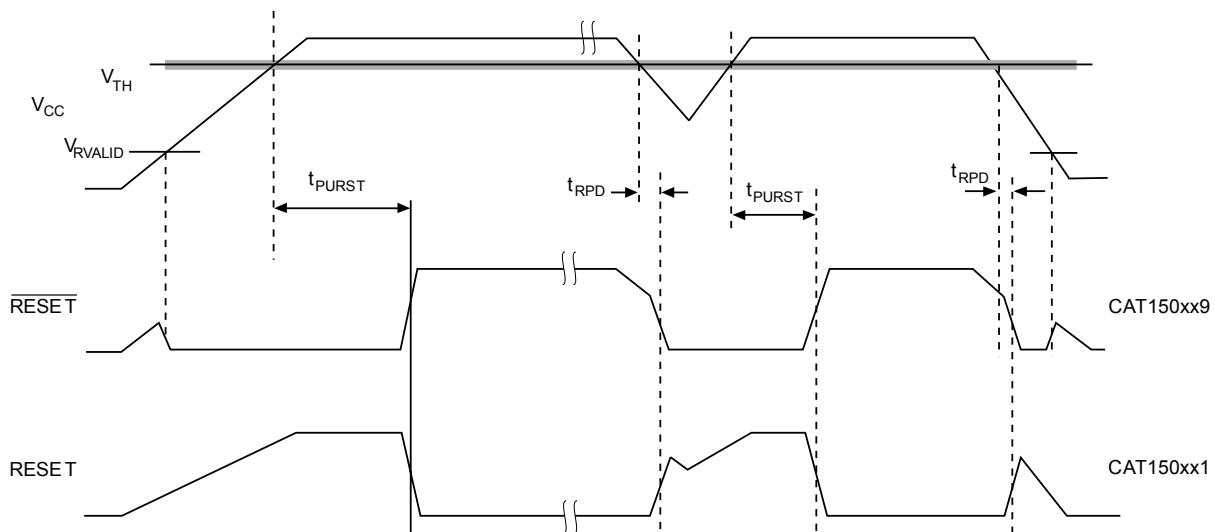 V_TH
V_CC
V_RVALID
t_PURST
t_RPD
t_PURST
t_RPD
RESET
CAT150xx9
RESET
CAT150xx1